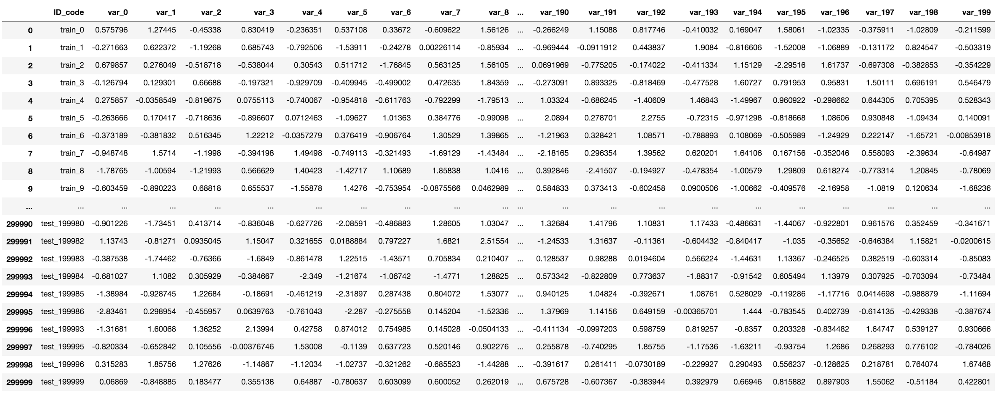 ID_code var_0 var_1 var_2 var_3 var_4 var_5 var_6 var_7 var_8 ... var_190 var_191 var_192 var_193 var_194 var_195 var_196 var_197 var_198 var_199
0 train_0 0.575796 1.27445 -0.45338 0.830419 -0.236351 0.537108 0.33672 -0.609622 1.56126 ... -0.266249 1.15088 0.817746 -0.410032 0.169047 1.58061 -1.02335 -0.375911 -1.02809 -0.211599
1 train_1 -0.271663 0.622372 -1.19268 0.685743 -0.792506 -1.53911 -0.24278 0.00226114 -0.85934 ... -0.969444 -0.0911912 0.443837 1.9084 -0.816606 -1.52008 -1.06889 -0.131172 0.824547 -0.503319
2 train_2 0.679857 0.276049 -0.518718 -0.538044 0.30543 0.511712 -1.76845 0.563125 1.56105 ... 0.0691969 -0.775205 -0.174022 -0.411334 1.15129 -2.29516 1.61737 -0.697308 -0.382853 -0.354229
3 train_3 -0.126794 0.129301 0.66688 -0.197321 -0.929709 -0.409945 -0.499002 0.472635 1.84359 ... -0.273091 0.893325 -0.818469 -0.477528 1.60727 0.791953 0.95831 1.50111 0.696191 0.546479
4 train_4 0.275857 -0.0358549 -0.819675 0.0755113 -0.740067 -0.954818 -0.611763 -0.792299 -1.79513 ... 1.03324 -0.686245 -1.40609 1.46843 -1.49967 0.960922 -0.298662 0.644305 0.705395 0.528343
5 train_5 -0.263666 0.170417 -0.718636 -0.896607 0.0712463 -1.09627 1.01363 0.384776 -0.99098 ... 2.0894 0.278701 2.2755 -0.72315 -0.971298 -0.818668 1.08606 0.930848 -1.09434 0.140091
6 train_6 -0.373189 -0.381832 0.516345 1.22212 -0.0357279 0.376419 -0.906764 1.30529 1.39865 ... -1.21963 0.328421 1.08571 -0.788893 0.108069 -0.505989 -1.24929 0.222147 -1.65721 -0.00853918
7 train_7 -0.948748 1.5714 -1.1998 -0.394198 1.49498 -0.749113 -0.321493 -1.69129 -1.43484 ... -2.18165 0.296354 1.39562 0.620201 1.64106 0.167156 -0.352046 0.558093 -2.39634 -0.64987
8 train_8 -1.78765 -1.00594 -1.21993 0.566629 1.40423 -1.42717 1.10689 1.85838 1.0416 ... 0.392846 -2.41507 -0.194927 -0.478354 -1.00579 1.29809 0.618274 -0.773314 1.20845 -0.78069
9 train_9 -0.603459 -0.890223 0.68818 0.655537 -1.55878 1.4276 -0.753954 -0.0875566 0.0462989 ... 0.584833 0.373413 -0.602458 0.0900506 -1.00662 -0.409576 -2.16958 -1.0819 0.120634 -1.68236
... ... ... ... ... ... ... ... ... ... ... ... ... ... ... ... ... ... ... ... ... ...
299990 test_199980 -0.901226 -1.73451 0.413714 -0.836048 -0.627726 -2.08591 -0.486883 1.28605 1.03047 ... 1.32684 1.41796 1.10831 1.17433 -0.486631 -1.44067 -0.922801 0.961576 0.352459 -0.341671
299991 test_199982 1.13743 -0.81271 0.0935045 1.15047 0.321655 0.0188884 0.797227 1.6821 2.51554 ... -1.24533 1.31637 -0.11361 -0.604432 -0.840417 -1.035 -0.35652 -0.646384 1.15821 -0.0200615
299992 test_199983 -0.387538 -1.74462 -0.76366 -1.6849 -0.861478 1.22515 -1.43571 0.705834 0.210407 ... 0.128537 0.98288 0.0194604 0.566224 -1.44631 1.13367 -0.246525 0.382519 -0.603314 -0.85083
299993 test_199984 -0.681027 1.1082 0.305929 -0.384667 -2.349 -1.21674 -1.06742 -1.4771 1.28825 ... 0.573342 -0.822809 0.773637 -1.88317 -0.91542 0.605494 1.13979 0.307925 -0.703094 -0.73484
299994 test_199985 -1.38984 -0.928745 1.22684 -0.18691 -0.461219 -2.31897 0.287438 0.804072 1.53077 ... 0.940125 1.04824 -0.392671 1.08761 0.528029 -0.119286 -1.17716 0.0414698 -0.988879 -1.11694
299995 test_199986 -2.83461 0.298954 -0.455957 0.0639763 -0.761043 -2.287 -0.275558 0.145204 -1.52336 ... 1.37969 1.14156 0.649159 -0.00365701 1.444 -0.783545 0.402739 -0.614135 -0.429338 -0.387674
299996 test_199993 -1.31681 1.60068 1.36252 2.13994 0.42758 0.874012 0.754985 0.145028 -0.0504133 ... -0.411134 -0.0997203 0.598759 0.819257 -0.8357 0.203328 -0.834482 1.64747 0.539127 0.930666
299997 test_199995 -0.820334 -0.652842 0.105556 -0.00376746 1.53008 -0.1139 0.637723 0.520146 0.902276 ... 0.255878 -0.740295 1.85755 -1.17536 -1.63211 -0.93754 1.2686 0.268293 0.776102 -0.784026
299998 test_199996 0.315283 1.85756 1.27626 -1.14867 -1.12034 -1.02737 -0.321262 -0.685523 -1.44288 ... -0.391617 0.261411 -0.0730189 -0.229927 0.290493 0.556237 -0.128625 0.218781 0.764074 1.67468
299999 test_199999 0.06869 -0.848885 0.183477 0.355138 0.64887 -0.780637 0.603099 0.600052 0.262019 ... 0.675728 -0.607367 -0.383944 0.392979 0.66946 0.815882 0.897903 1.55062 -0.51184 0.422801